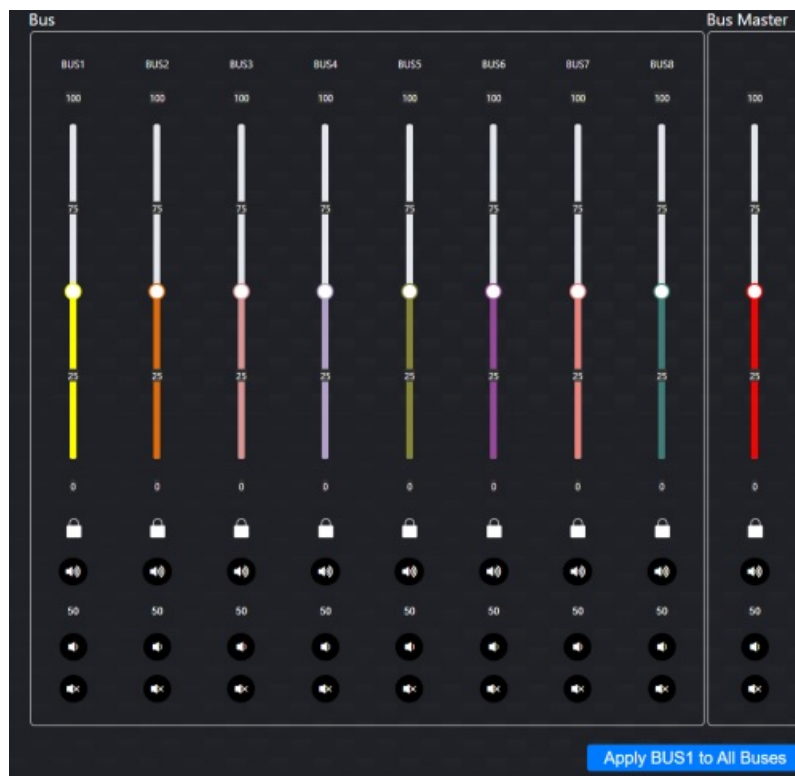 Bus Bus Master
BUS1 BUS2 BUS3 BUS4 BUS5 BUS6 BUS7 BUS8
100 100 100 100 100 100 100 100 100
75 75 75 75 75 75 75 75 75
25 25 25 25 25 25 25 25 25
0 0 0 0 0 0 0 0 0
50 50 50 50 50 50 50 50 50
Apply BUS1 to All Buses